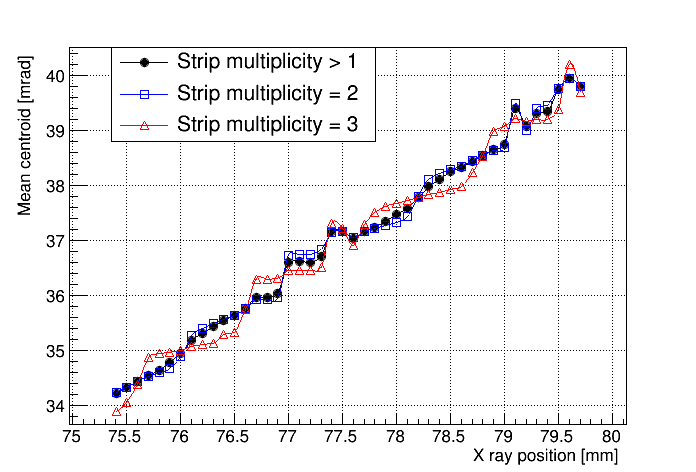 Mean centroid [mrad]
Strip multiplicity > 1
Strip multiplicity = 2
Strip multiplicity = 3
40
39
38
37
36
35
34
75 75.5 76 76.5 77 77.5 78 78.5 79 79.5 80
X ray position [mm]